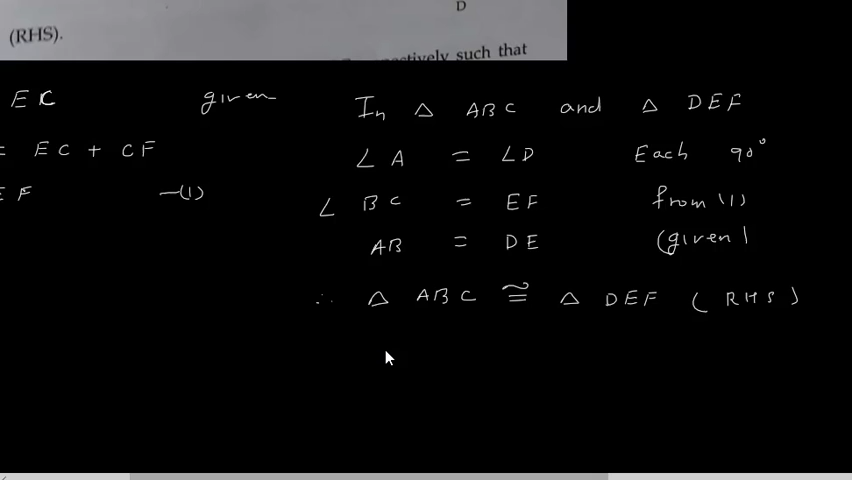 D
(RHS).
such that
EC given
= EC + CF
EF —(1)
In △ ABC and △ DEF
∠A = ∠D Each 90°
∠ BC = EF from (1)
AB = DE (given)
∴ △ ABC ≅ △ DEF (RHS)